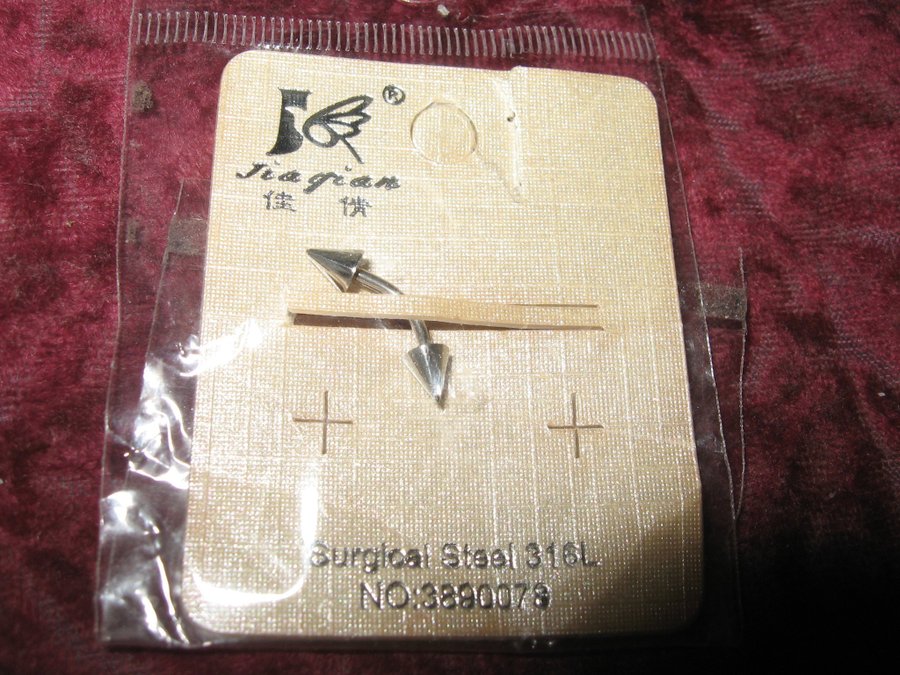 ®
Jiaqian
佳倩
Surgical Steel 316L
NO:3890079